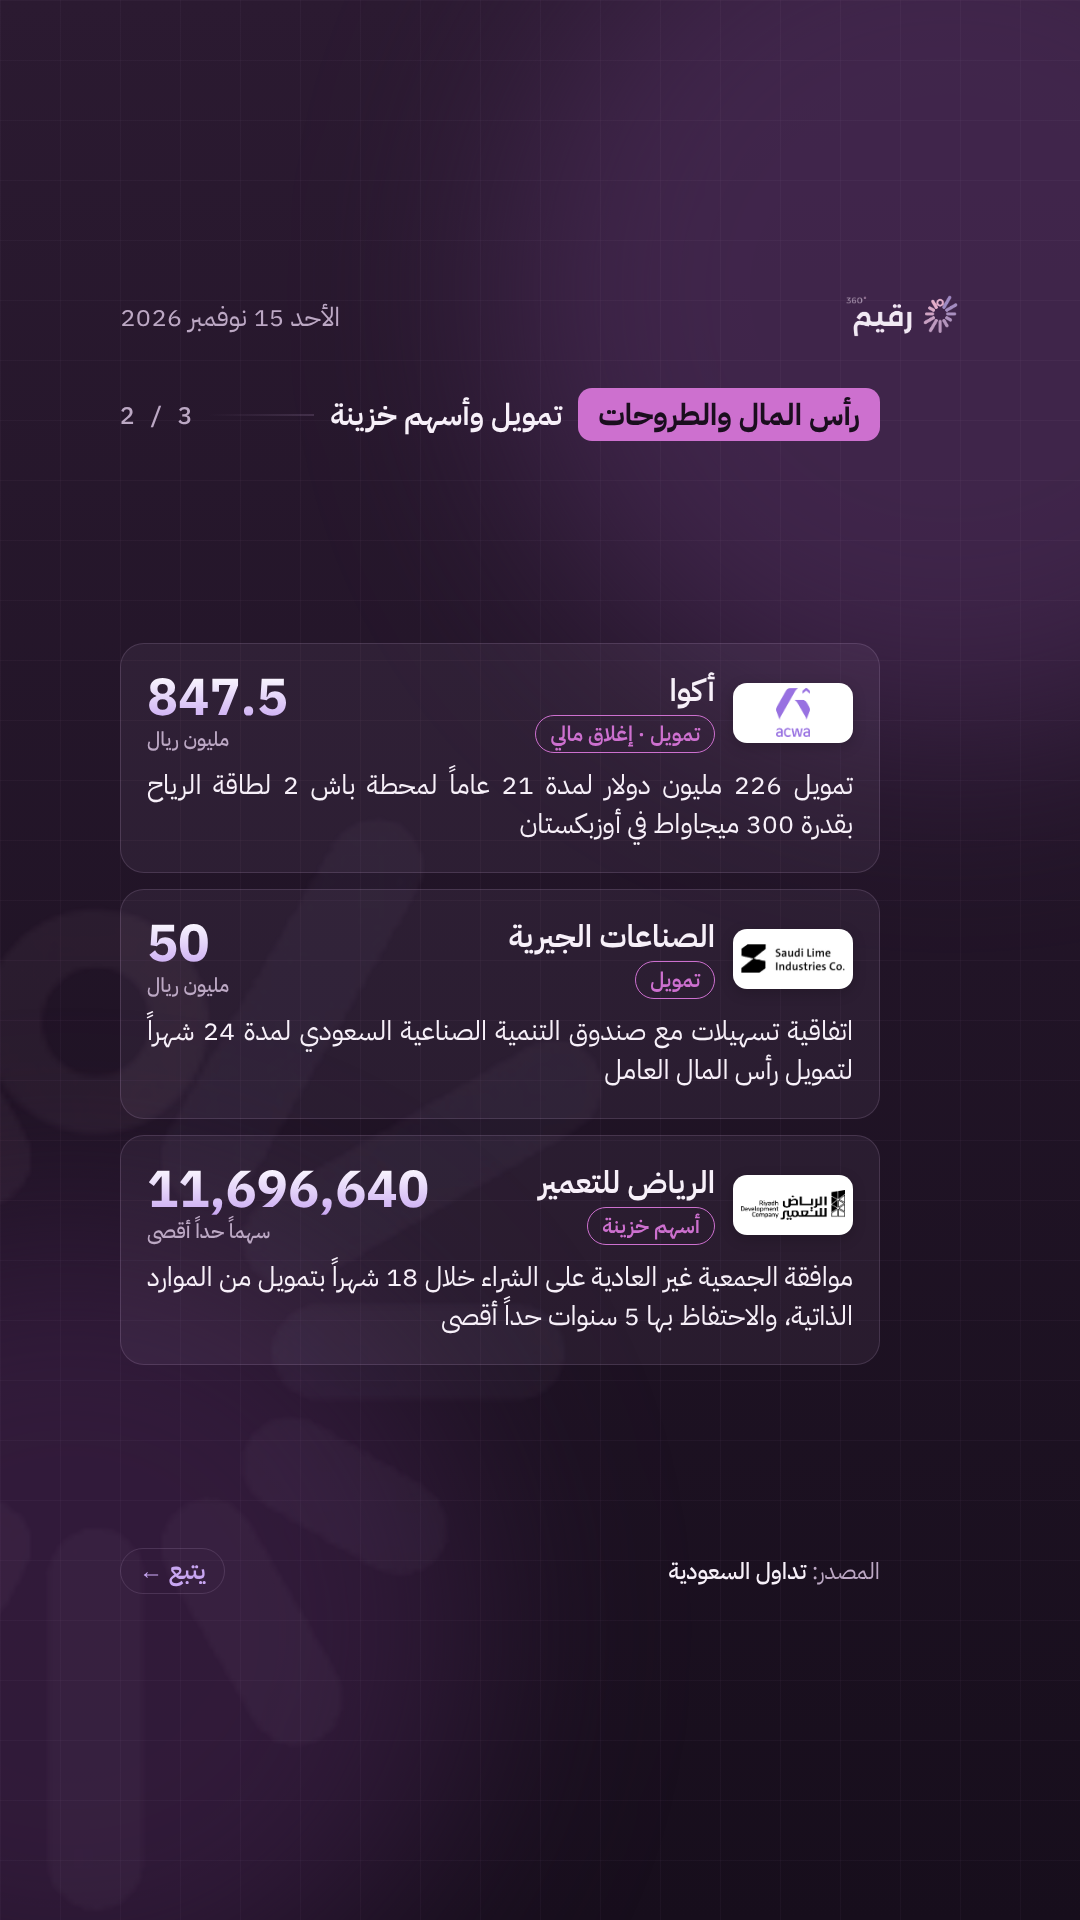 رقيم
360°
الأحد 15 نوفمبر 2026
رأس المال والطروحات
تمويل وأسهم خزينة
2 / 3
acwa
أكوا
تمويل · إغلاق مالي
847.5
مليون ريال
تمويل 226 مليون دولار لمدة 21 عاماً لمحطة باش 2 لطاقة الرياح
بقدرة 300 ميجاواط في أوزبكستان
Saudi Lime
Industries Co.
الصناعات الجيرية
تمويل
50
مليون ريال
اتفاقية تسهيلات مع صندوق التنمية الصناعية السعودي لمدة 24 شهراً
لتمويل رأس المال العامل
الرياض
للتعمير
Riyadh
Development
Company
الرياض للتعمير
أسهم خزينة
11,696,640
سهماً حداً أقصى
موافقة الجمعية غير العادية على الشراء خلال 18 شهراً بتمويل من الموارد
الذاتية، والاحتفاظ بها 5 سنوات حداً أقصى
المصدر: تداول السعودية
يتبع ←